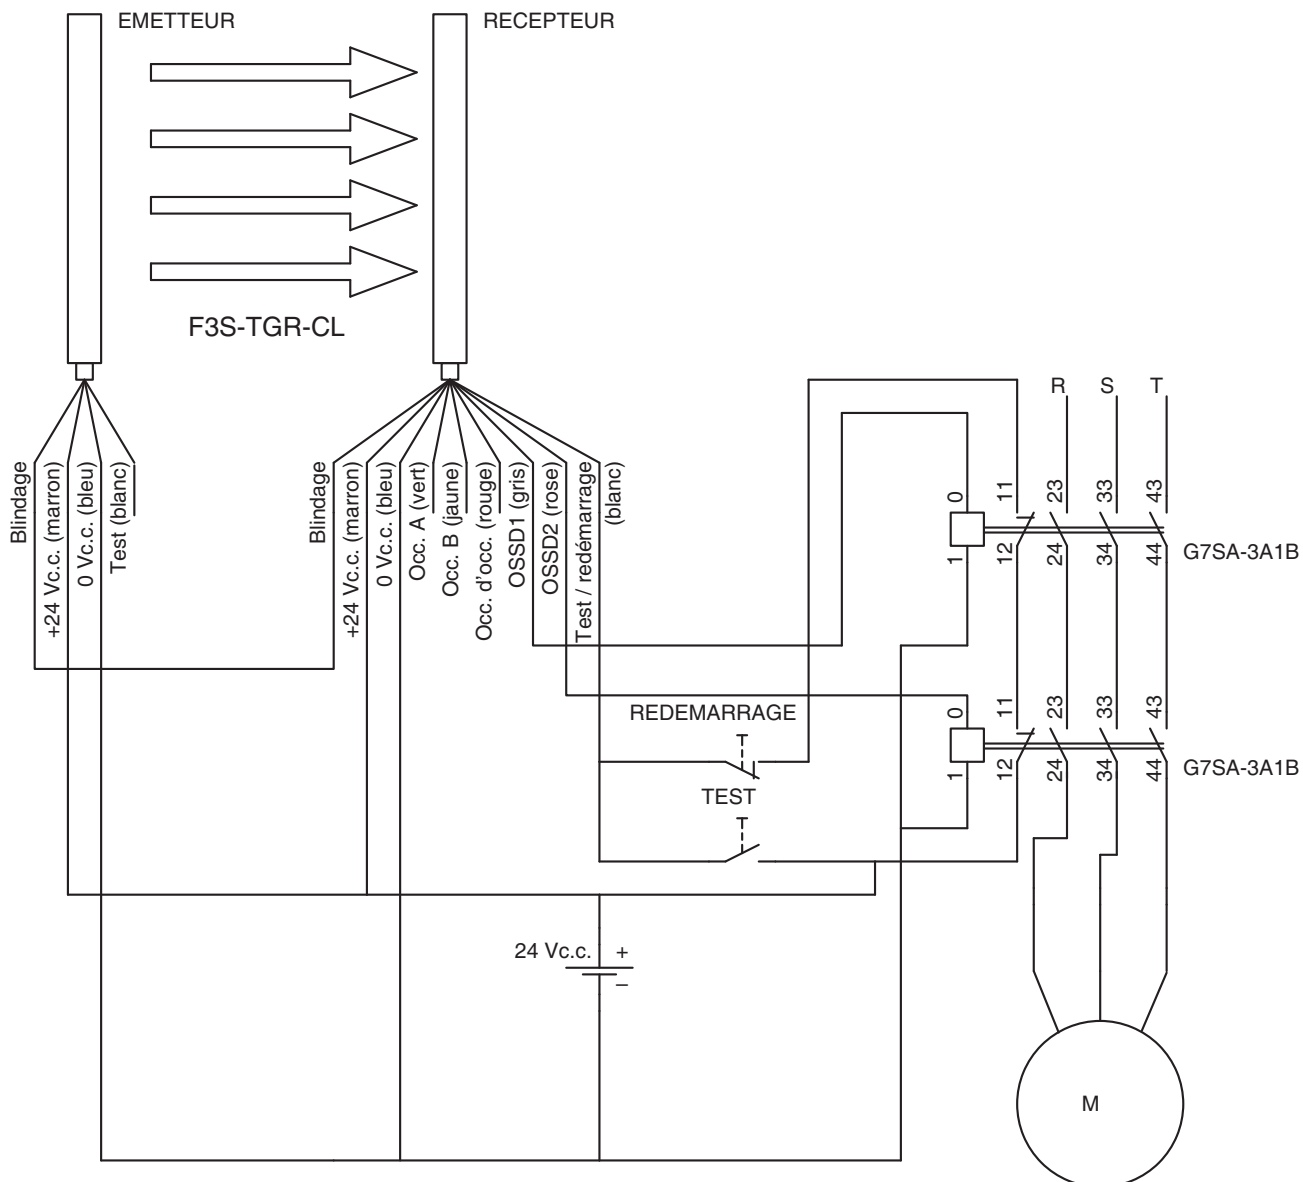 EMETTEUR
RECEPTEUR
F3S-TGR-CL
R S T
Blindage
+24 Vc.c. (marron)
0 Vc.c. (bleu)
Test (blanc)
Blindage
+24 Vc.c. (marron)
0 Vc.c. (bleu)
Occ. A (vert)
Occ. B (jaune)
Occ. d'occ. (rouge)
OSSD1 (gris)
OSSD2 (rose)
Test / redémarrage
(blanc)
0 11 23 33 43
1 12 24 34 44
G7SA-3A1B
REDEMARRAGE
0 11 23 33 43
1 12 24 34 44
G7SA-3A1B
TEST
24 Vc.c. +
–
M